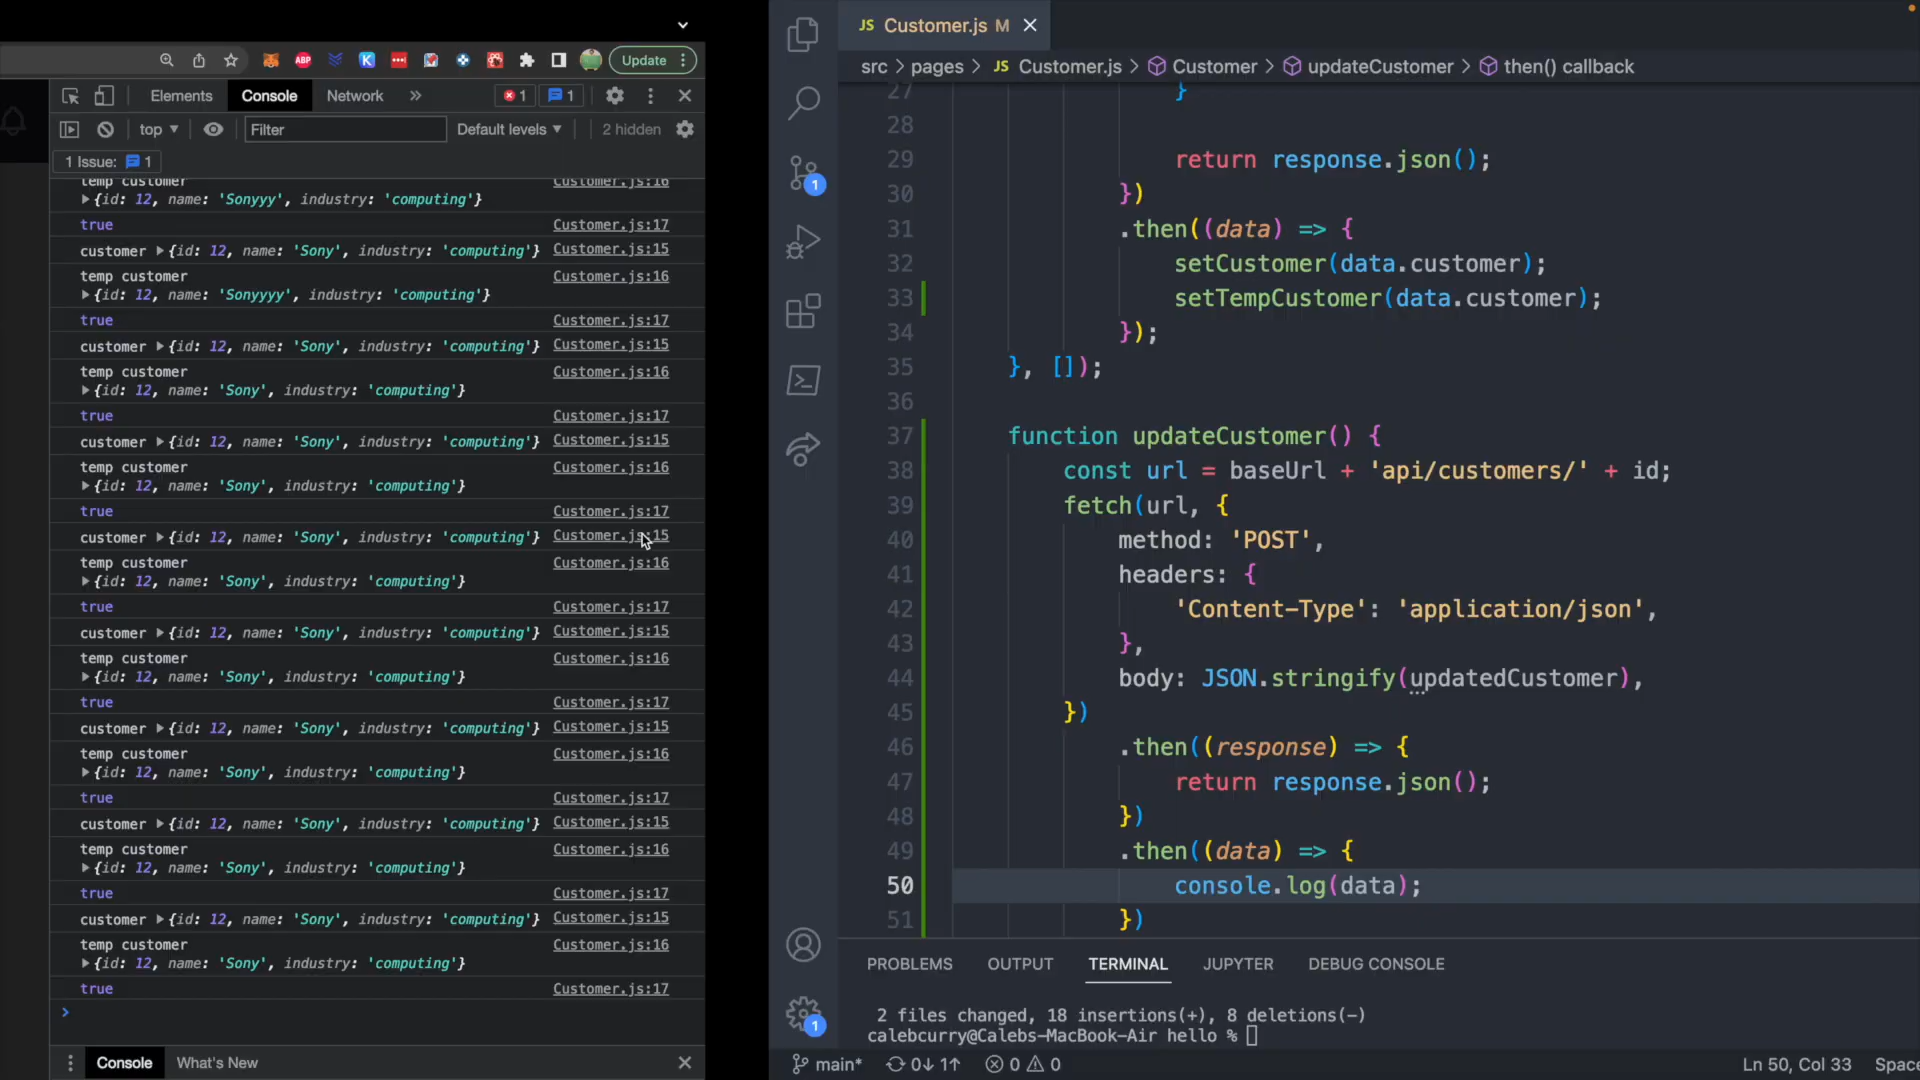 Update
Elements Console Network » 1 1
top Filter Default levels 2 hidden
1 Issue: 1
temp customer Customer.js:16
{id: 12, name: 'Sonyyy', industry: 'computing'}
true Customer.js:17
customer {id: 12, name: 'Sony', industry: 'computing'} Customer.js:15
temp customer Customer.js:16
{id: 12, name: 'Sonyyyy', industry: 'computing'}
true Customer.js:17
customer {id: 12, name: 'Sony', industry: 'computing'} Customer.js:15
temp customer Customer.js:16
{id: 12, name: 'Sony', industry: 'computing'}
true Customer.js:17
customer {id: 12, name: 'Sony', industry: 'computing'} Customer.js:15
temp customer Customer.js:16
{id: 12, name: 'Sony', industry: 'computing'}
true Customer.js:17
customer {id: 12, name: 'Sony', industry: 'computing'} Customer.js:15
temp customer Customer.js:16
{id: 12, name: 'Sony', industry: 'computing'}
true Customer.js:17
customer {id: 12, name: 'Sony', industry: 'computing'} Customer.js:15
temp customer Customer.js:16
{id: 12, name: 'Sony', industry: 'computing'}
true Customer.js:17
customer {id: 12, name: 'Sony', industry: 'computing'} Customer.js:15
temp customer Customer.js:16
{id: 12, name: 'Sony', industry: 'computing'}
true Customer.js:17
customer {id: 12, name: 'Sony', industry: 'computing'} Customer.js:15
temp customer Customer.js:16
{id: 12, name: 'Sony', industry: 'computing'}
true Customer.js:17
customer {id: 12, name: 'Sony', industry: 'computing'} Customer.js:15
temp customer Customer.js:16
{id: 12, name: 'Sony', industry: 'computing'}
true Customer.js:17
Console What's New
JS Customer.js M
src > pages > JS Customer.js > Customer > updateCustomer > then() callback
27 }
28
29 return response.json();
30 })
31 .then((data) => {
32 setCustomer(data.customer);
33 setTempCustomer(data.customer);
34 });
35 }, []);
36
37 function updateCustomer() {
38 const url = baseUrl + 'api/customers/' + id;
39 fetch(url, {
40 method: 'POST',
41 headers: {
42 'Content-Type': 'application/json',
43 },
44 body: JSON.stringify(updatedCustomer),
45 })
46 .then((response) => {
47 return response.json();
48 })
49 .then((data) => {
50 console.log(data);
51 })
PROBLEMS OUTPUT TERMINAL JUPYTER DEBUG CONSOLE
2 files changed, 18 insertions(+), 8 deletions(-)
calebcurry@Calebs-MacBook-Air hello %
main* 0↓ 1↑ 0 0 Ln 50, Col 33 Spac